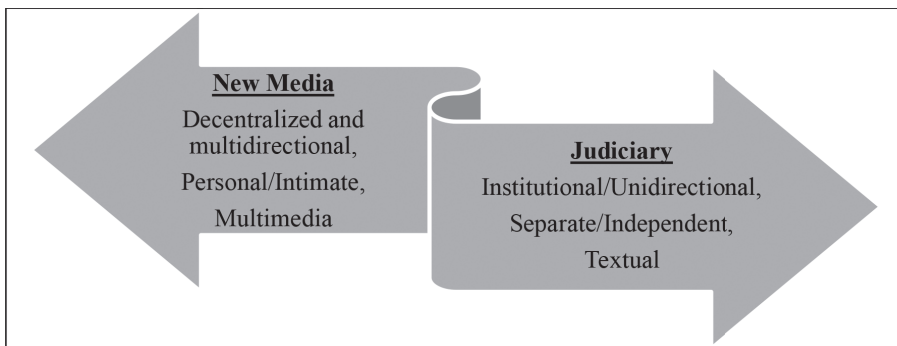 New Media
Decentralized and
multidirectional,
Personal/Intimate,
Multimedia
Judiciary
Institutional/Unidirectional,
Separate/Independent,
Textual